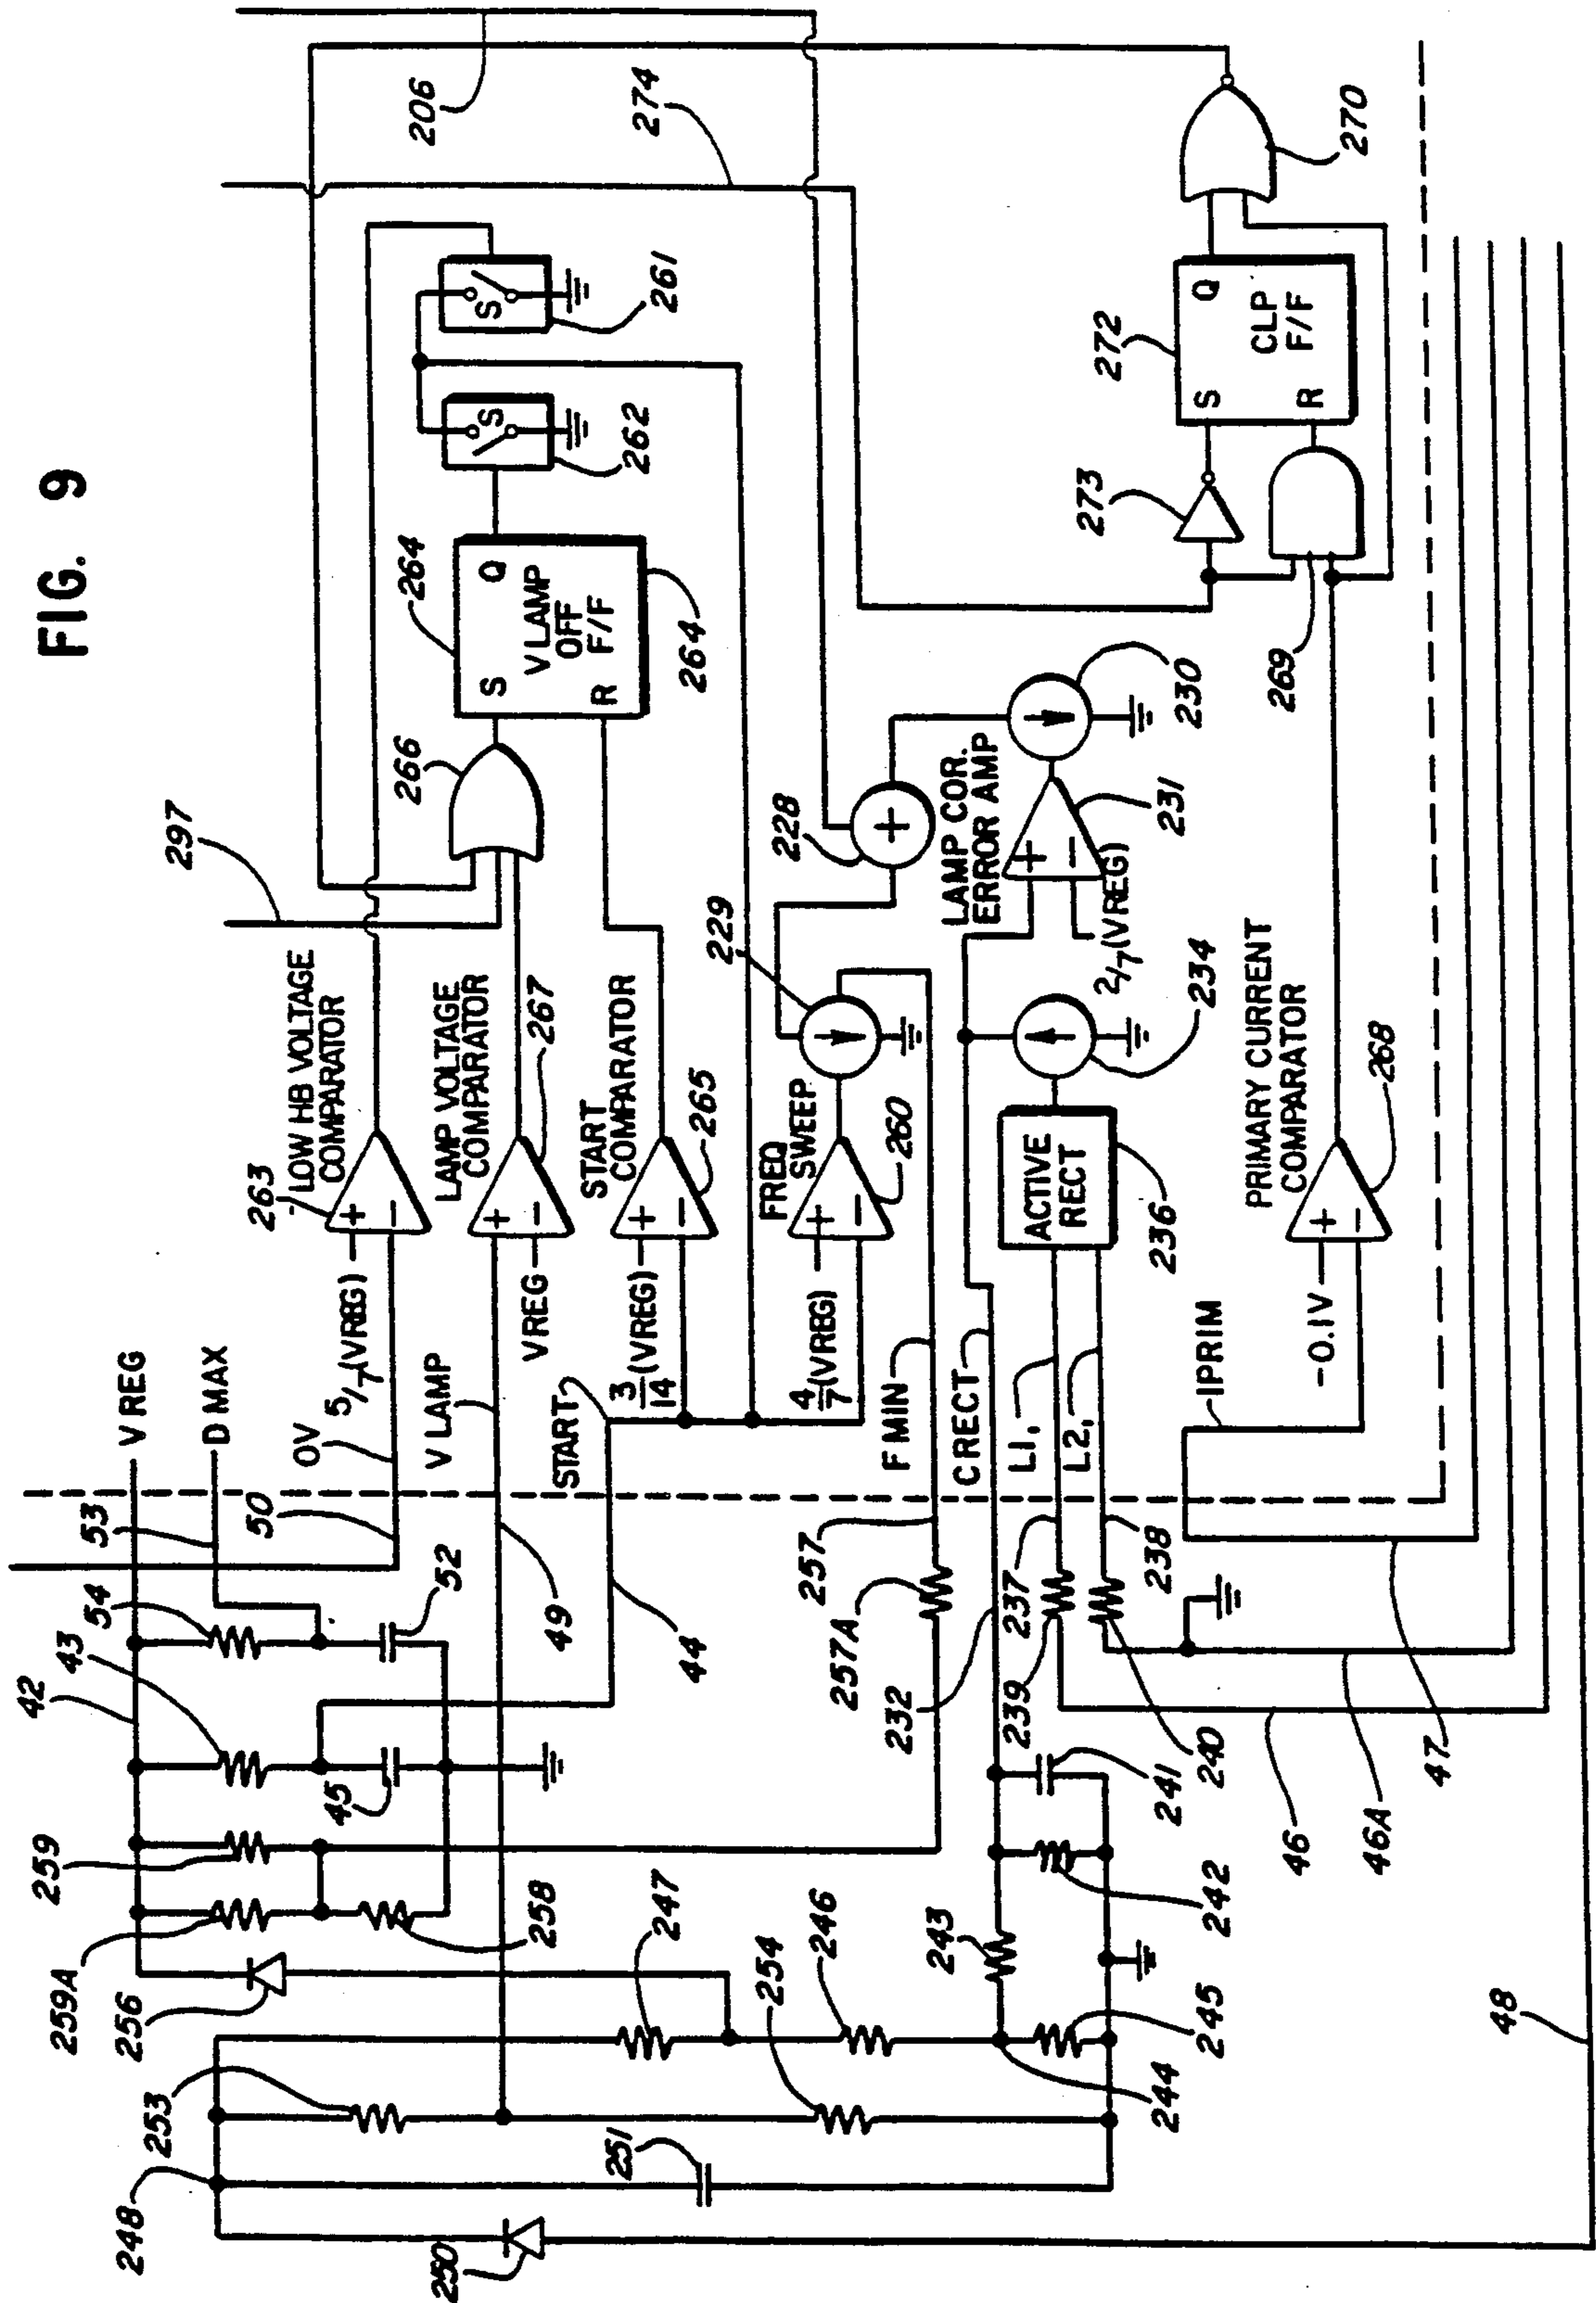 FIG. 9
206
274
297
266
264
V LAMP
OFF
F/F
S
Q
R
264
S
262
S
261
263
LOW HB VOLTAGE
COMPARATOR
+
−
5/7(VREG)
LAMP VOLTAGE
COMPARATOR
267
+
−
VREG
START
COMPARATOR
265
+
−
3/14(VREG)
FREQ
SWEEP
260
+
−
4/7(VREG)
229
228
+
230
LAMP COR.
ERROR AMP
231
+
−
2/7(VREG)
234
ACTIVE
RECT
236
PRIMARY CURRENT
COMPARATOR
268
+
−
-0.1V
IPRIM
273
269
272
S
Q
R
CLP
F/F
270
V REG
D MAX
OV
V LAMP
START
F MIN
C RECT
L1,
L2,
53
50
54
43
42
52
49
44
45
259
259A
258
256
257
257A
232
237
238
239
240
241
242
243
244
245
246
247
254
253
251
248
250
47
46
46A
48